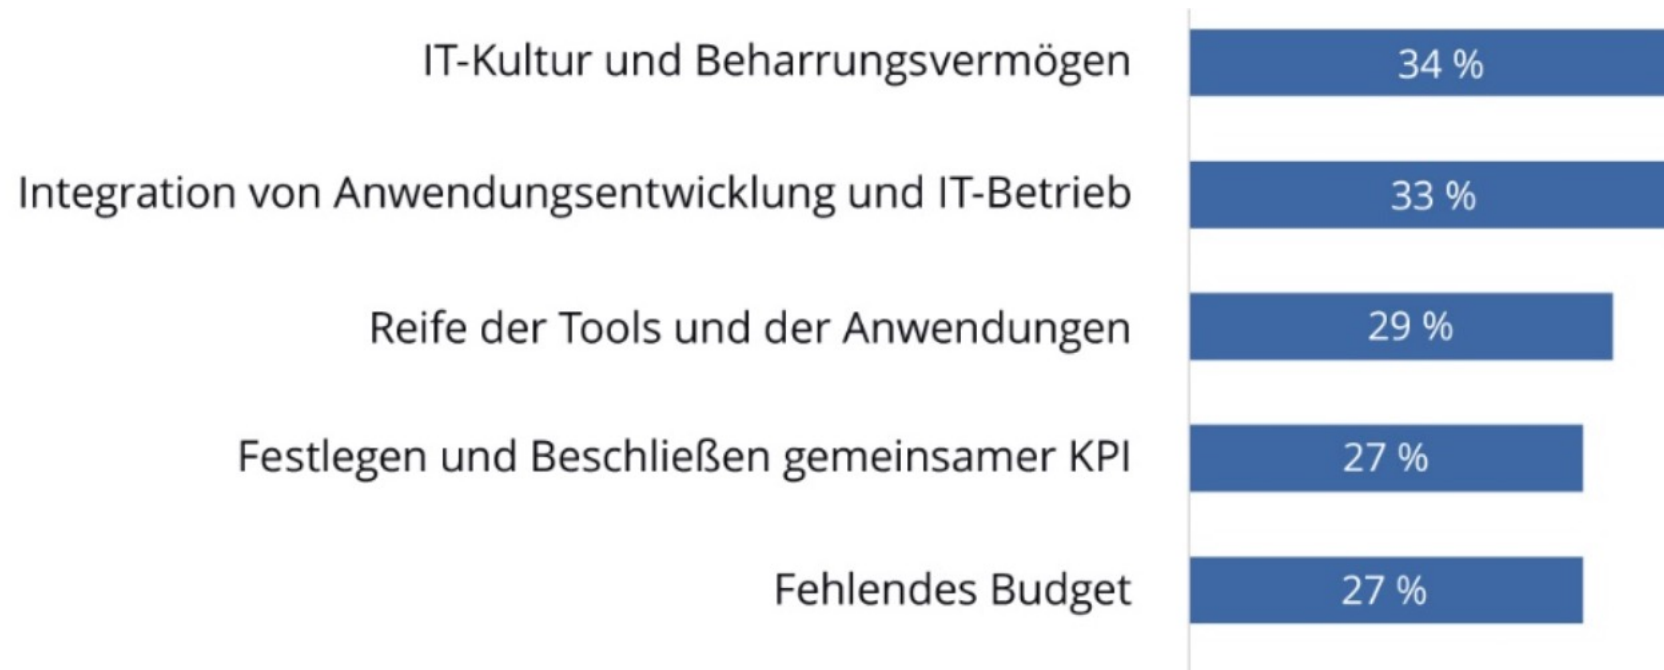 IT-Kultur und Beharrungsvermögen 34 %
Integration von Anwendungsentwicklung und IT-Betrieb 33 %
Reife der Tools und der Anwendungen 29 %
Festlegen und Beschließen gemeinsamer KPI 27 %
Fehlendes Budget 27 %